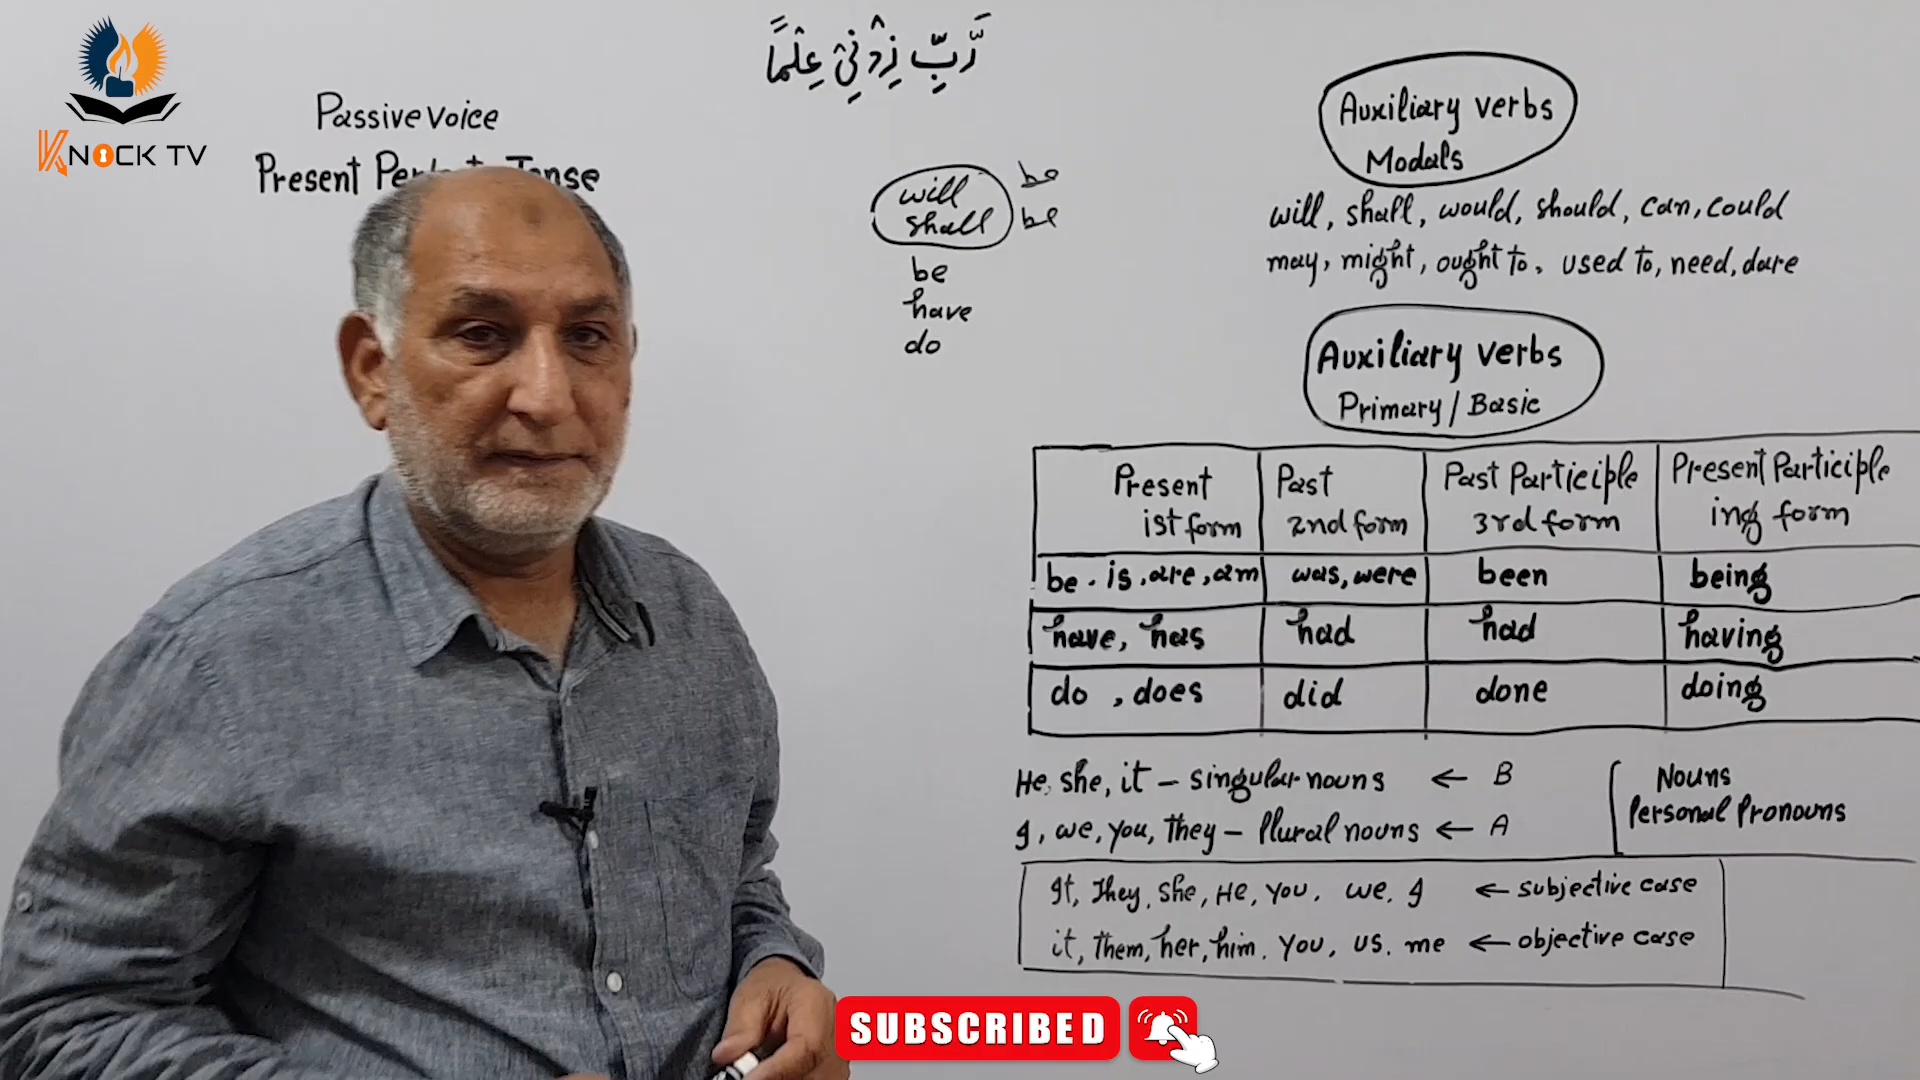 رَّبِّ زِدْنِیْ عِلْمًا
KNOCK TV
Passive Voice
Present Tense
will be
shall be
be
have
do
Auxiliary verbs
Modals
will, shall, would, should, can, could
may, might, ought to, used to, need, dare
Auxiliary verbs
Primary / Basic
Present Past Past Participle Present Participle
1st form 2nd form 3rd form ing form
be. is, are, am was, were been being
have, has had had having
do, does did done doing
He, she, it – singular nouns ← B
I, we, you, They – Plural nouns ← A
Nouns
Personal Pronouns
It, They, She, He, You, we, I ← subjective case
it, them, her, him, You, us, me ← objective case
SUBSCRIBED